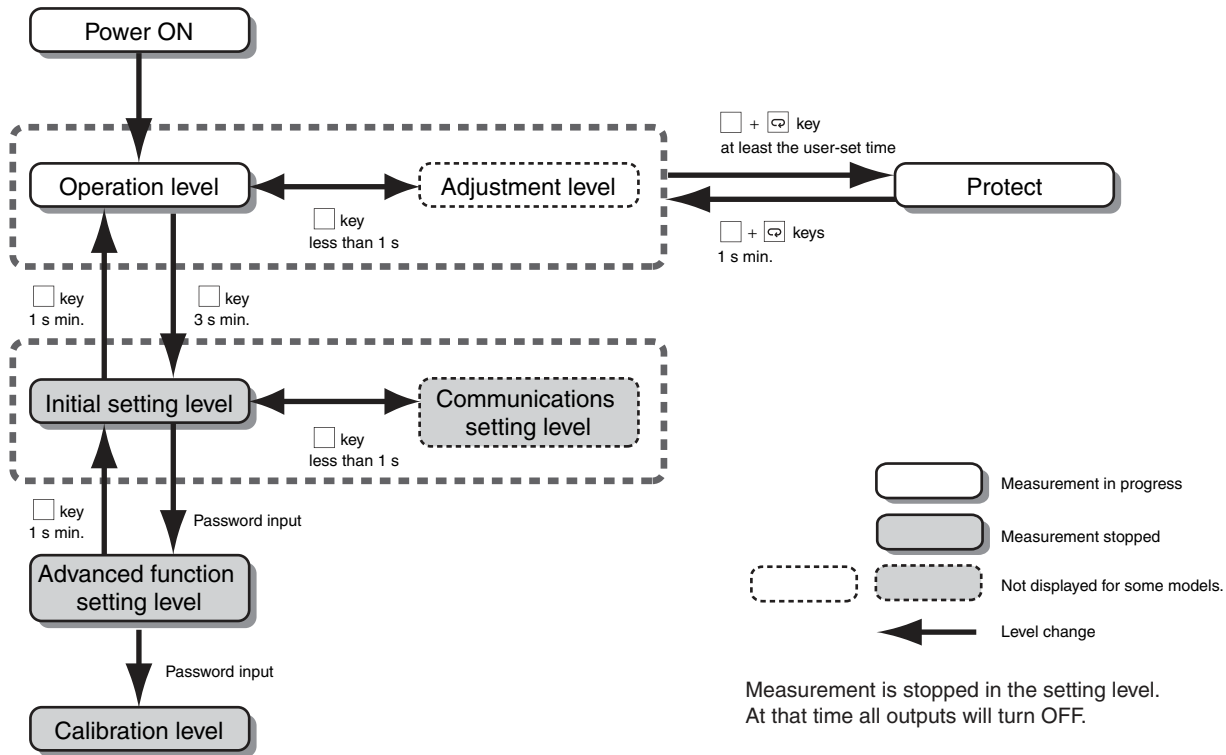 Power ON
Operation level
Adjustment level
key
less than 1 s
+ key
at least the user-set time
Protect
+ keys
1 s min.
key
1 s min.
key
3 s min.
Initial setting level
Communications
setting level
key
less than 1 s
key
1 s min.
Password input
Advanced function
setting level
Password input
Calibration level
Measurement in progress
Measurement stopped
Not displayed for some models.
Level change
Measurement is stopped in the setting level.
At that time all outputs will turn OFF.